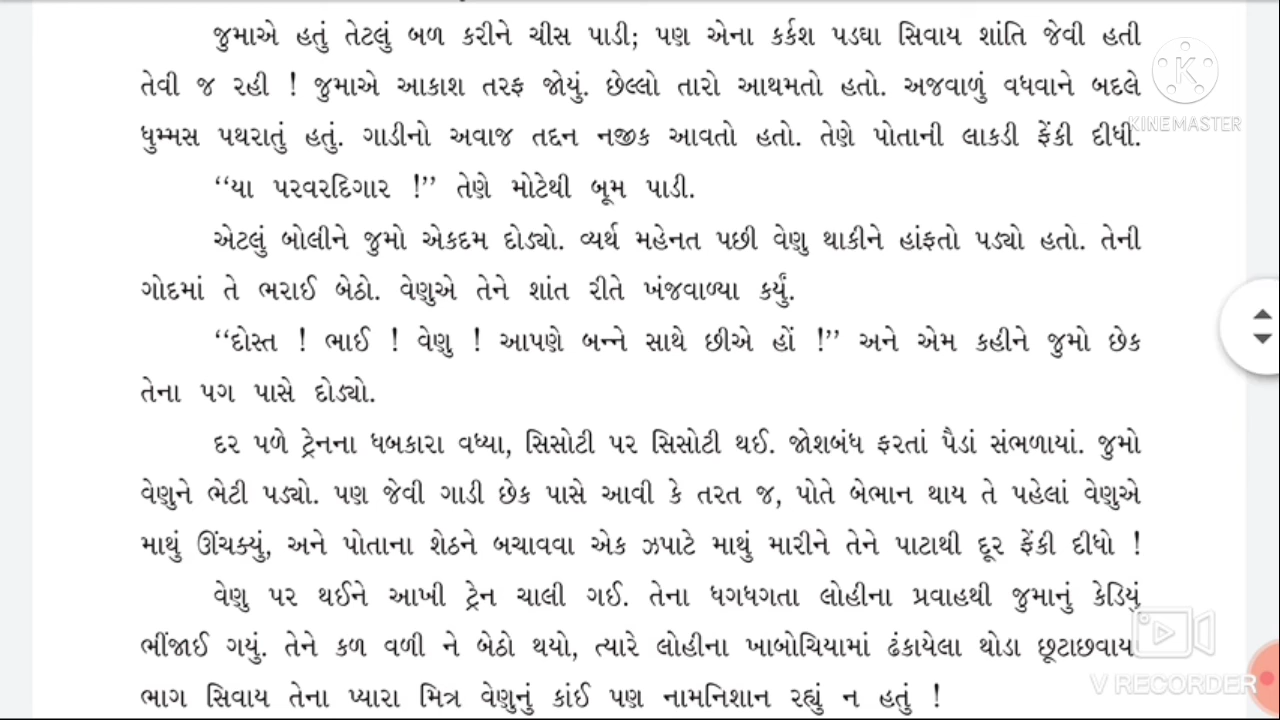 જુમાએ હતું તેટલું બળ કરીને ચીસ પાડી; પણ એના કર્કશ પડઘા સિવાય શાંતિ જેવી હતી
તેવી જ રહી ! જુમાએ આકાશ તરફ જોયું. છેલ્લો તારો આથમતો હતો. અજવાળું વધવાને બદલે
ધુમ્મસ પથરાતું હતું. ગાડીનો અવાજ તદ્દન નજીક આવતો હતો. તેણે પોતાની લાકડી ફેંકી દીધી.
“યા પરવરદિગાર !” તેણે મોટેથી બૂમ પાડી.
એટલું બોલીને જુમો એકદમ દોડ્યો. વ્યર્થ મહેનત પછી વેણુ થાકીને હાંફતો પડ્યો હતો. તેની
ગોદમાં તે ભરાઈ બેઠો. વેણુએ તેને શાંત રીતે ખંજવાળ્યા કર્યું.
“દોસ્ત ! ભાઈ ! વેણુ ! આપણે બન્ને સાથે છીએ હોં !” અને એમ કહીને જુમો છેક
તેના પગ પાસે દોડ્યો.
દર પળે ટ્રેનના ધબકારા વધ્યા, સિસોટી પર સિસોટી થઈ. જોશબંધ ફરતાં પૈડાં સંભળાયાં. જુમો
વેણુને ભેટી પડ્યો. પણ જેવી ગાડી છેક પાસે આવી કે તરત જ, પોતે બેભાન થાય તે પહેલાં વેણુએ
માથું ઊંચક્યું, અને પોતાના શેઠને બચાવવા એક ઝપાટે માથું મારીને તેને પાટાથી દૂર ફેંકી દીધો !
વેણુ પર થઈને આખી ટ્રેન ચાલી ગઈ. તેના ધગધગતા લોહીના પ્રવાહથી જુમાનું કેડિયું
ભીંજાઈ ગયું. તેને કળ વળી ને બેઠો થયો, ત્યારે લોહીના ખાબોચિયામાં ઢંકાયેલા થોડા છૂટાછવાયા
ભાગ સિવાય તેના પ્યારા મિત્ર વેણુનું કાંઈ પણ નામનિશાન રહ્યું ન હતું !
K
KINEMASTER
V RECORDER